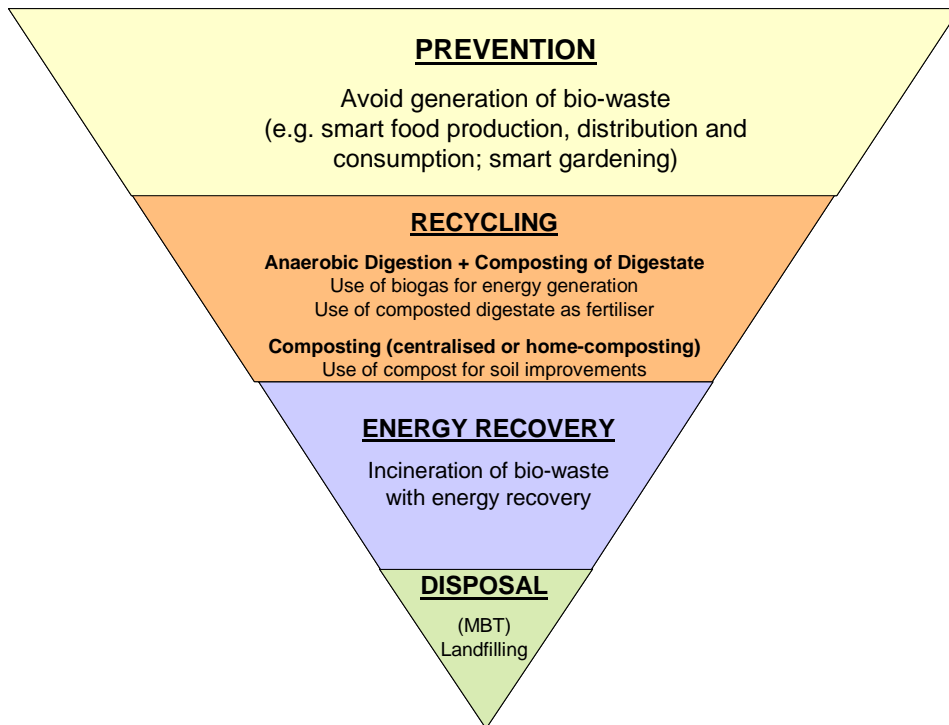 PREVENTION
Avoid generation of bio-waste
(e.g. smart food production, distribution and
consumption; smart gardening)
RECYCLING
Anaerobic Digestion + Composting of Digestate
Use of biogas for energy generation
Use of composted digestate as fertiliser
Composting (centralised or home-composting)
Use of compost for soil improvements
ENERGY RECOVERY
Incineration of bio-waste
with energy recovery
DISPOSAL
(MBT)
Landfilling